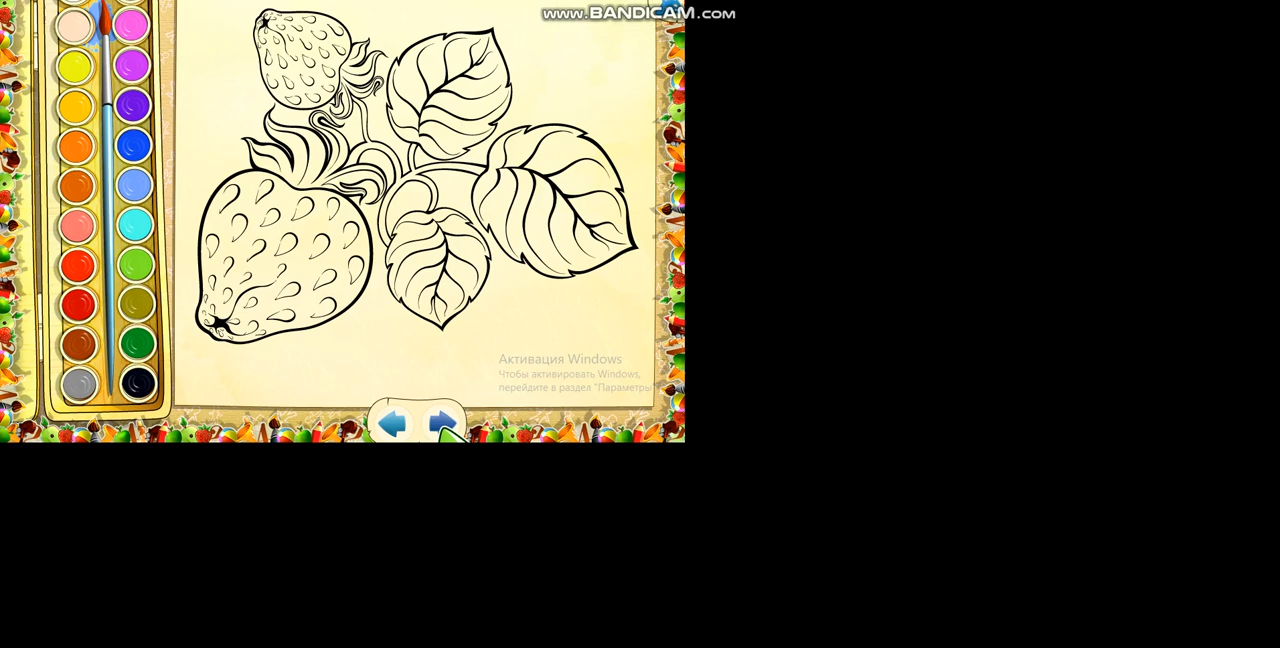 www.BANDICAM.com
Активация Windows
Чтобы активировать Windows,
перейдите в раздел "Параметры